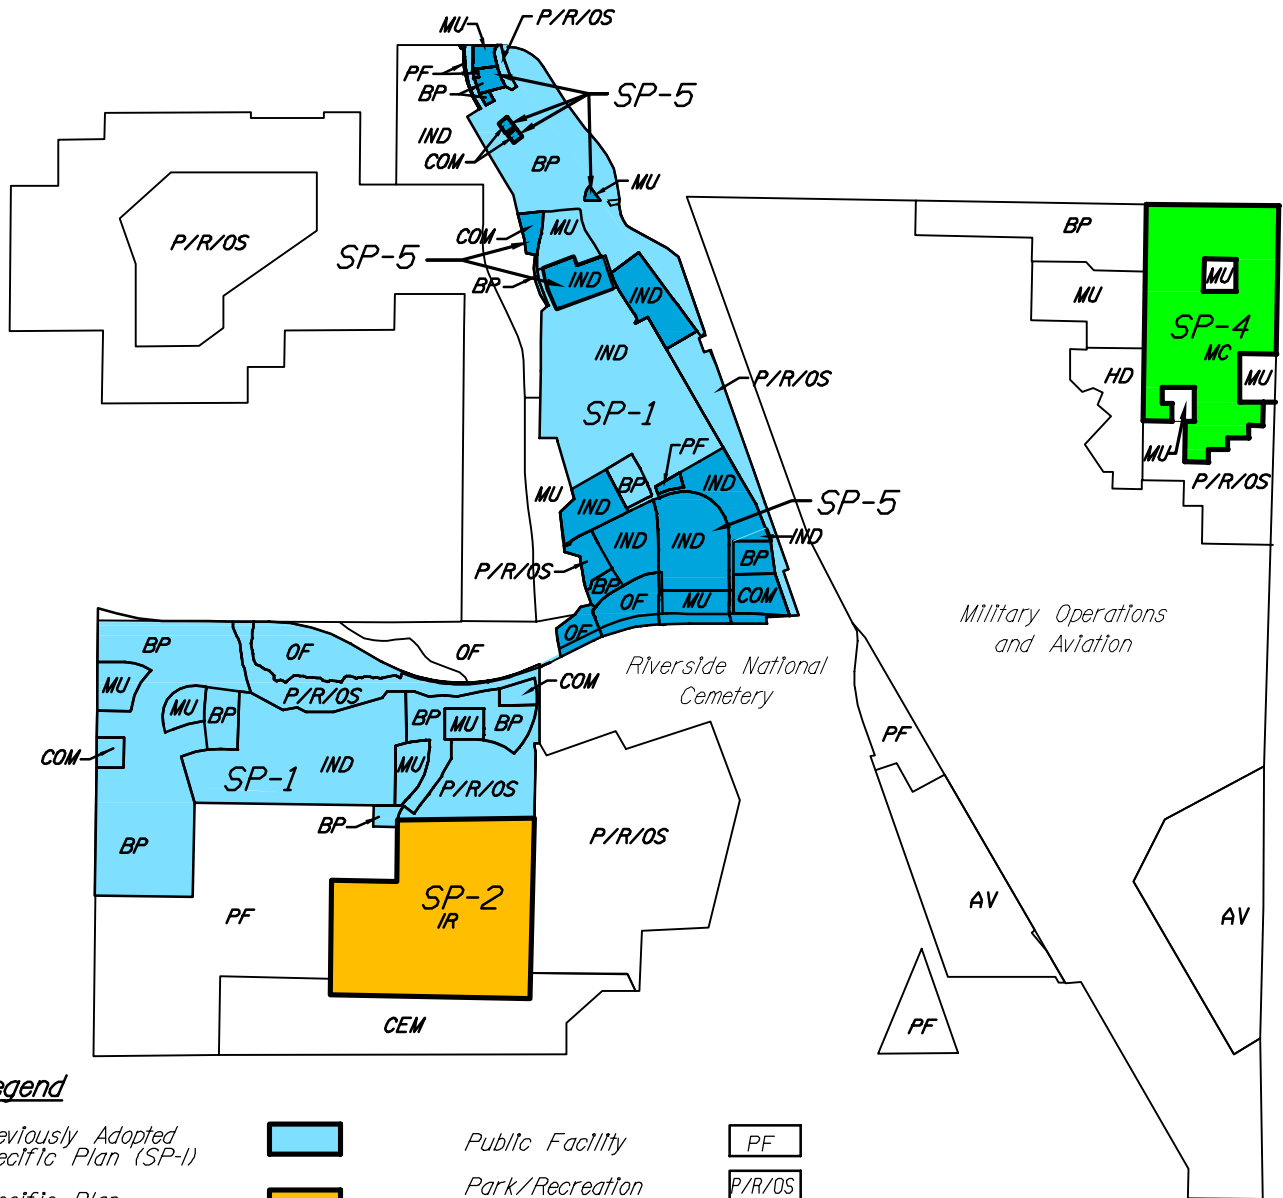 MU
P/R/OS
PF
BP
SP-5
IND
COM
BP
MU
P/R/OS
COM
MU
SP-5
BP
IND
IND
BP
MU
MU
SP-4
MC
IND
HD
MU
P/R/OS
SP-1
PF
MU
MU
BP
IND
P/R/OS
IND
SP-5
IND
IND
IND
BP
P/R/OS
BP
OF
MU
COM
OF
Military Operations
and Aviation
BP
OF
OF
Riverside National
Cemetery
MU
P/R/OS
COM
MU
BP
BP
MU
BP
PF
COM
SP-1
IND
MU
P/R/OS
BP
P/R/OS
BP
SP-2
IR
PF
AV
AV
CEM
PF
egend
eviously Adopted
ecific Plan (SP-1)
Public Facility
PF
Park/Recreation
P/R/OS